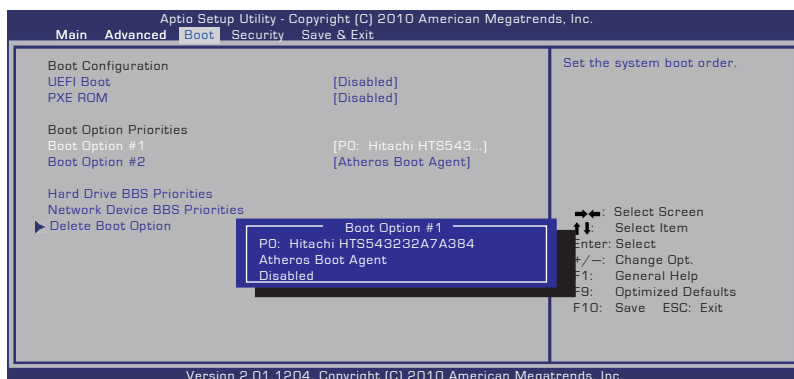 Aptio Setup Utility - Copyright (C) 2010 American Megatrends, Inc.
Main Advanced Boot Security Save & Exit
Boot Configuration
UEFI Boot [Disabled]
PXE ROM [Disabled]
Boot Option Priorities
Boot Option #1 [P0: Hitachi HTS543...]
Boot Option #2 [Atheros Boot Agent]
Hard Drive BBS Priorities
Network Device BBS Priorities
Delete Boot Option
Boot Option #1
P0: Hitachi HTS543232A7A384
Atheros Boot Agent
Disabled
Set the system boot order.
→←: Select Screen
↑↓: Select Item
Enter: Select
+/—: Change Opt.
F1: General Help
F9: Optimized Defaults
F10: Save ESC: Exit
Version 2.01.1204. Copyright (C) 2010 American Megatrends, Inc.